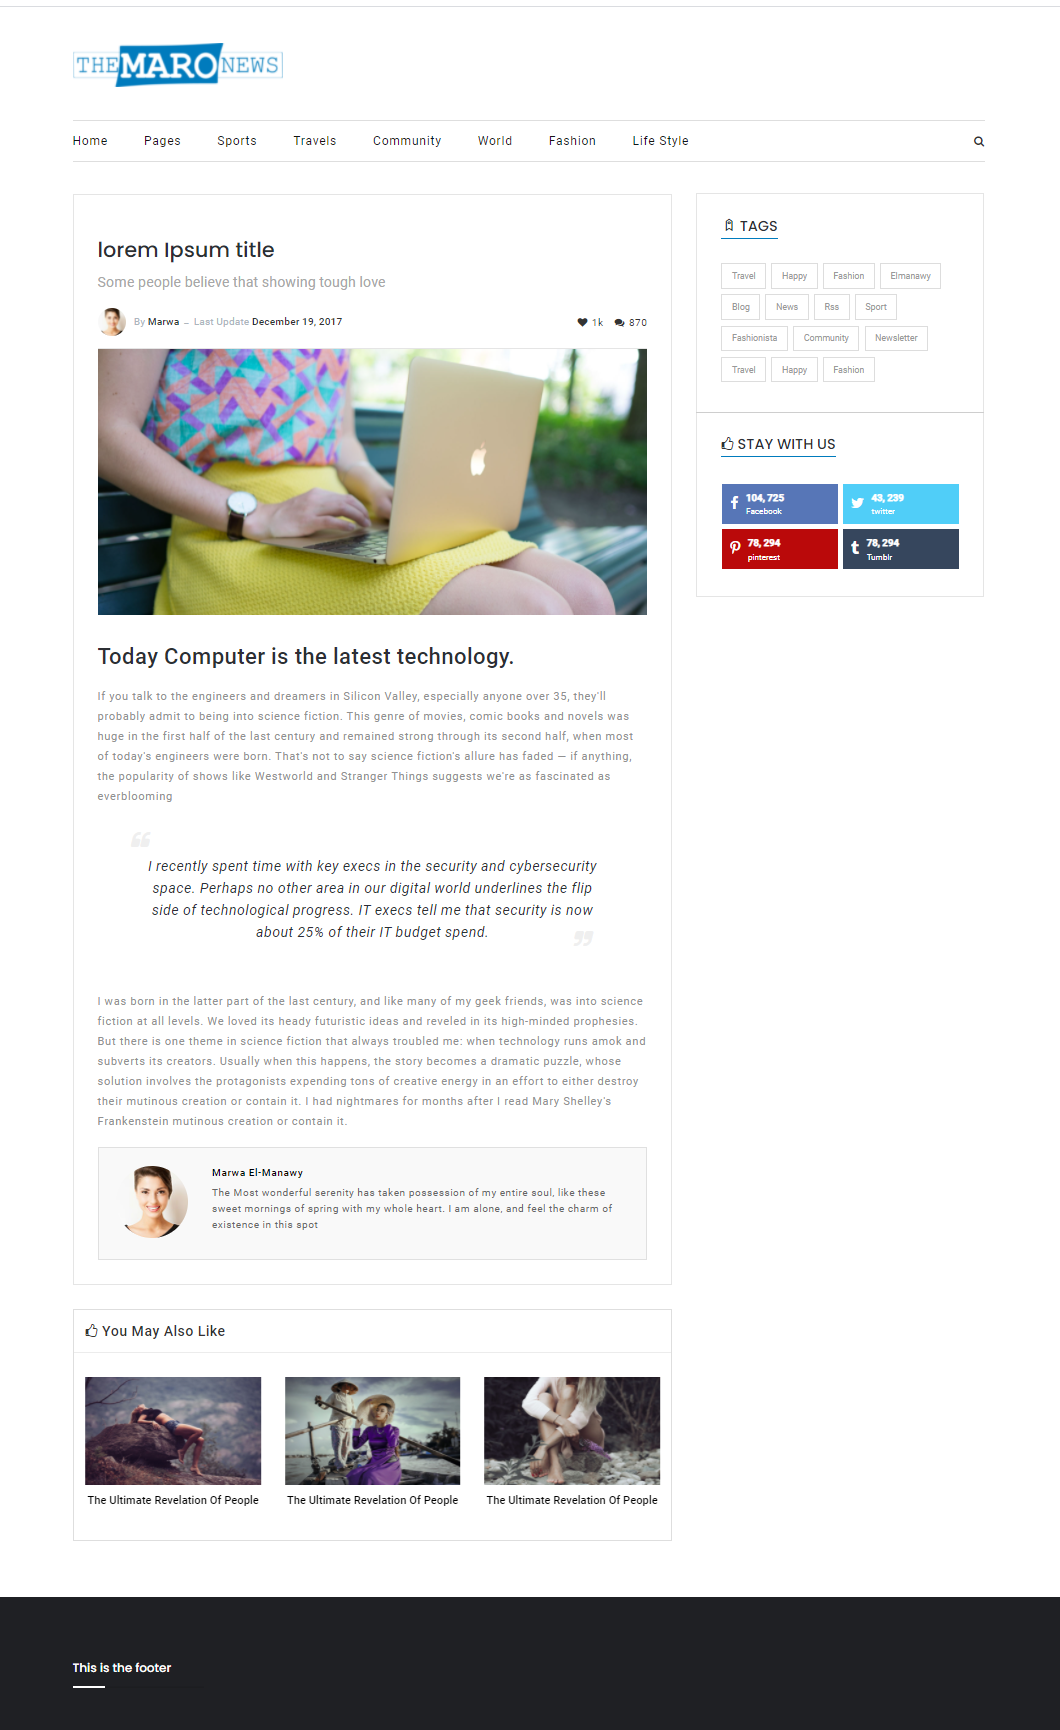 THE MARO NEWS
Home Pages Sports Travels Community World Fashion Life Style
lorem Ipsum title
Some people believe that showing tough love
By Marwa – Last Update December 19, 2017 1k 870
Today Computer is the latest technology.
If you talk to the engineers and dreamers in Silicon Valley, especially anyone over 35, they'll
probably admit to being into science fiction. This genre of movies, comic books and novels was
huge in the first half of the last century and remained strong through its second half, when most
of today's engineers were born. That's not to say science fiction's allure has faded — if anything,
the popularity of shows like Westworld and Stranger Things suggests we're as fascinated as
everblooming
“
I recently spent time with key execs in the security and cybersecurity
space. Perhaps no other area in our digital world underlines the flip
side of technological progress. IT execs tell me that security is now
about 25% of their IT budget spend.
”
I was born in the latter part of the last century, and like many of my geek friends, was into science
fiction at all levels. We loved its heady futuristic ideas and reveled in its high-minded prophesies.
But there is one theme in science fiction that always troubled me: when technology runs amok and
subverts its creators. Usually when this happens, the story becomes a dramatic puzzle, whose
solution involves the protagonists expending tons of creative energy in an effort to either destroy
their mutinous creation or contain it. I had nightmares for months after I read Mary Shelley's
Frankenstein mutinous creation or contain it.
Marwa El-Manawy
The Most wonderful serenity has taken possession of my entire soul, like these
sweet mornings of spring with my whole heart. I am alone, and feel the charm of
existence in this spot
You May Also Like
The Ultimate Revelation Of People
The Ultimate Revelation Of People
The Ultimate Revelation Of People
TAGS
Travel Happy Fashion Elmanawy
Blog News Rss Sport
Fashionista Community Newsletter
Travel Happy Fashion
STAY WITH US
104, 725
Facebook
43, 239
twitter
78, 294
pinterest
78, 294
Tumblr
This is the footer